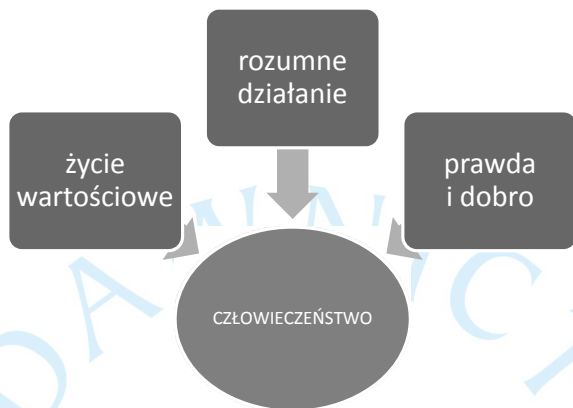 rozumne
działanie
życie
wartościowe
prawda
i dobro
CZŁOWIECZEŃSTWO